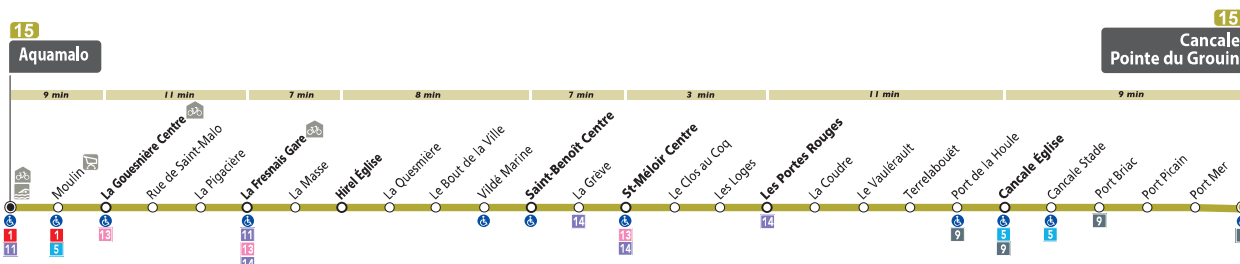 15
15
Aquamalo
Cancale
Pointe du Grouin
9 min
11 min
7 min
8 min
7 min
3 min
11 min
9 min
Moulin
La Gouesnière Centre
Rue de Saint-Malo
La Pigacière
La Fresnais Gare
La Masse
Hirel Église
La Quesmière
Le Bout de la Ville
Vildé Marine
Saint-Benoît Centre
La Grève
St-Méloir Centre
Le Clos au Coq
Les Loges
Les Portes Rouges
La Coudre
Le Vaulérault
Terrelabouët
Port de la Houle
Cancale Église
Cancale Stade
Port Briac
Port Picain
Port Mer
1
11
1
5
13
11
13
14
14
13
14
14
9
5
9
5
9